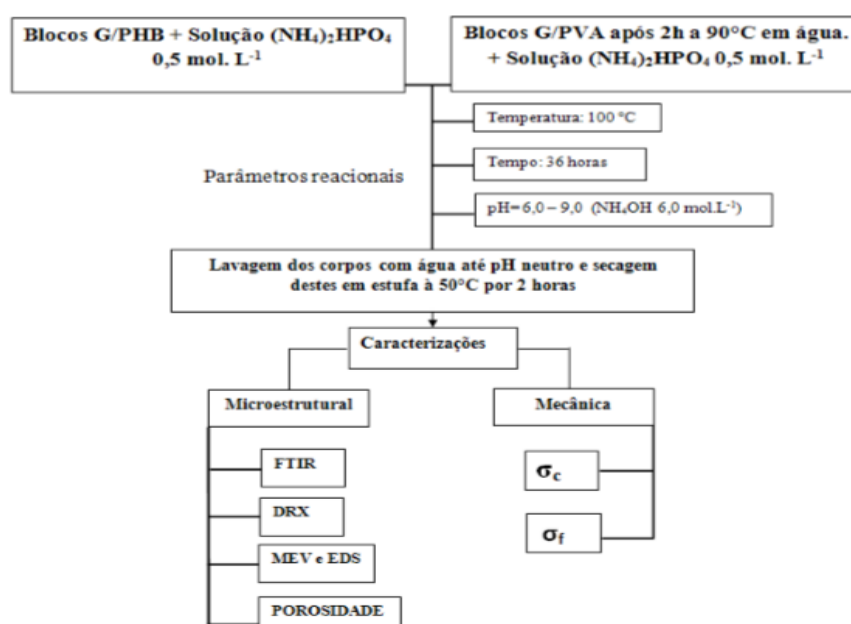 Blocos G/PHB + Solução (NH₄)₂HPO₄
0,5 mol. L⁻¹
Blocos G/PVA após 2h a 90°C em água.
+ Solução (NH₄)₂HPO₄ 0,5 mol. L⁻¹
Temperatura: 100 °C
Tempo: 36 horas
Parâmetros reacionais
pH=6,0 – 9,0 (NH₄OH 6,0 mol.L⁻¹)
Lavagem dos corpos com água até pH neutro e secagem
destes em estufa à 50°C por 2 horas
Caracterizações
Microestrutural
Mecânica
FTIR
σc
DRX
σf
MEV e EDS
POROSIDADE